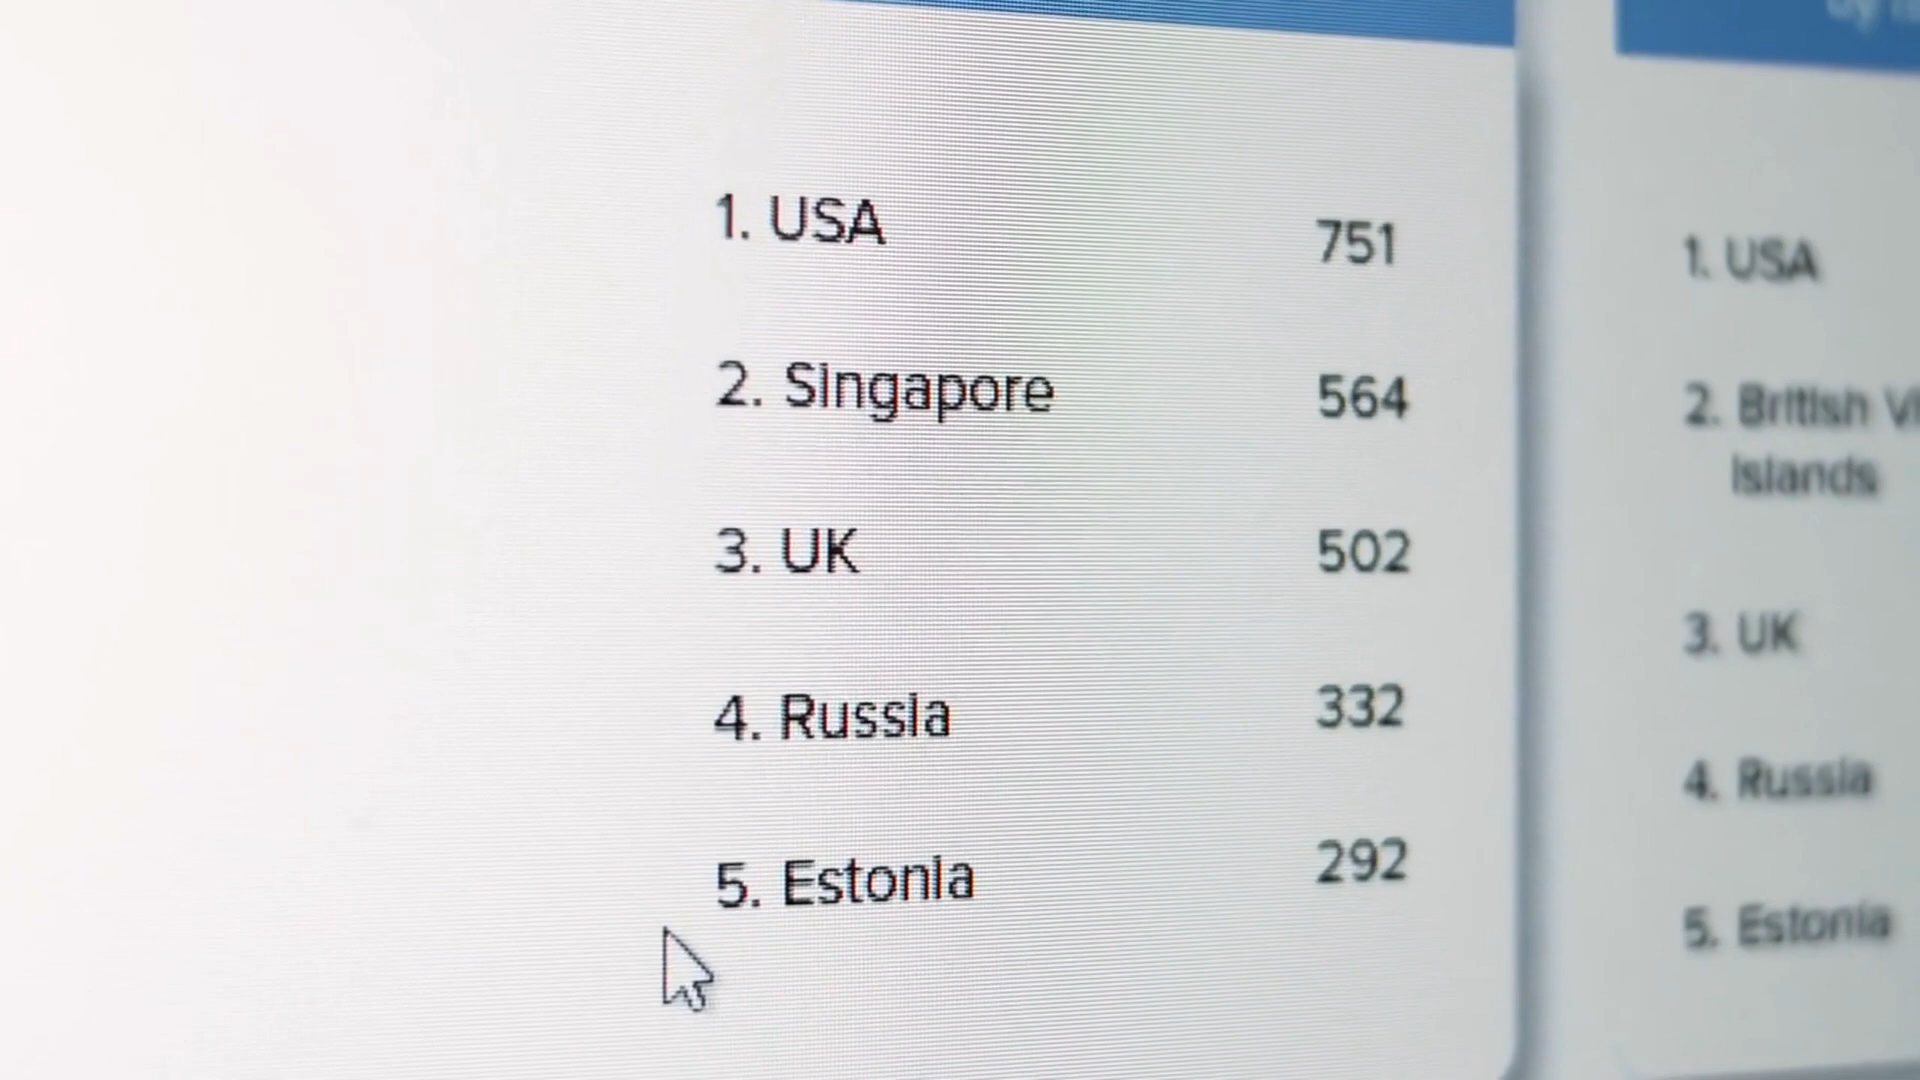 1. USA 751
2. Singapore 564
3. UK 502
4. Russia 332
5. Estonia 292
by
1. USA
2. British
Islands
3. UK
4. Russia
5. Estonia